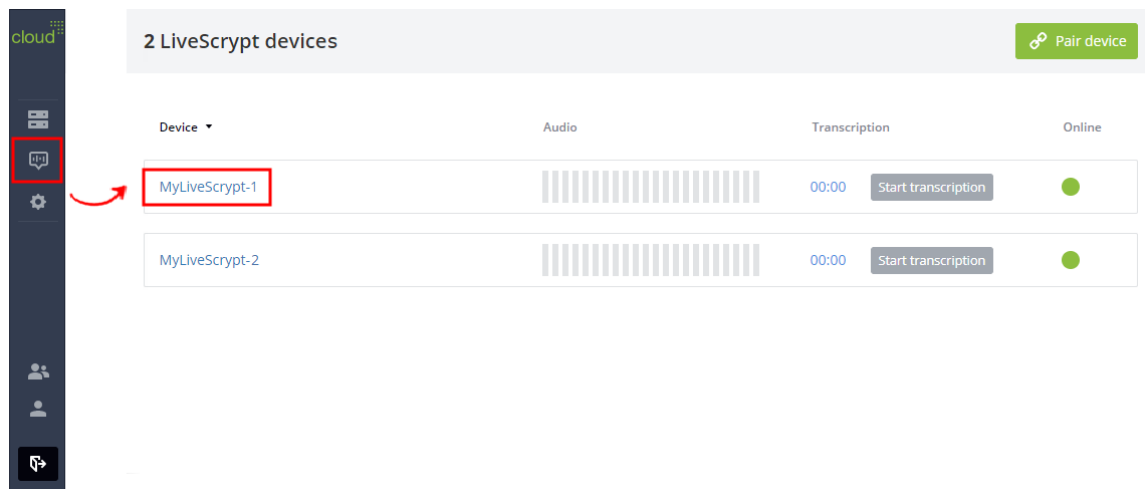 cloud
2 LiveScrypt devices
Pair device
Device Audio Transcription Online
MyLiveScrypt-1 00:00 Start transcription
MyLiveScrypt-2 00:00 Start transcription